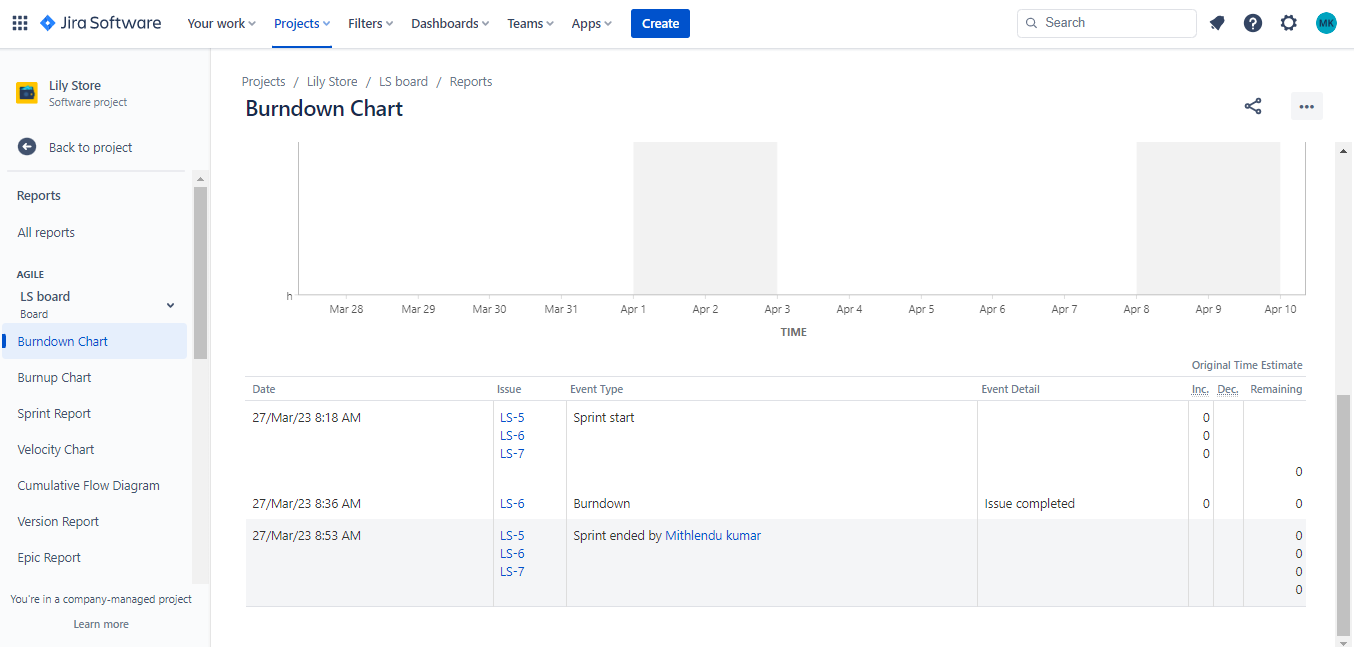 Jira Software Your work Projects Filters Dashboards Teams Apps Create Search MK
Lily Store
Software project
Back to project
Reports
All reports
AGILE
LS board
Board
Burndown Chart
Burnup Chart
Sprint Report
Velocity Chart
Cumulative Flow Diagram
Version Report
Epic Report
You're in a company-managed project
Learn more
Projects / Lily Store / LS board / Reports
Burndown Chart
h
Mar 28 Mar 29 Mar 30 Mar 31 Apr 1 Apr 2 Apr 3 Apr 4 Apr 5 Apr 6 Apr 7 Apr 8 Apr 9 Apr 10
TIME
Original Time Estimate
Date Issue Event Type Event Detail Inc. Dec. Remaining
27/Mar/23 8:18 AM LS-5 Sprint start 0
LS-6 0
LS-7 0
0
27/Mar/23 8:36 AM LS-6 Burndown Issue completed 0 0
27/Mar/23 8:53 AM LS-5 Sprint ended by Mithlendu kumar 0
LS-6 0
LS-7 0
0